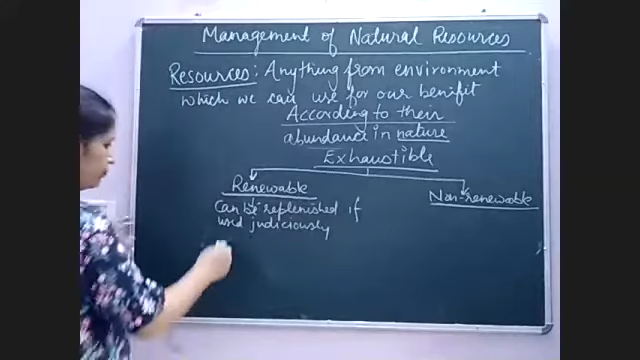 Management of Natural Resources
Resources: Anything from environment
which we can use for our benifit
According to their
abundance in nature
Exhaustible
Renewable
Non-renewable
Can be replenished if
used judiciously